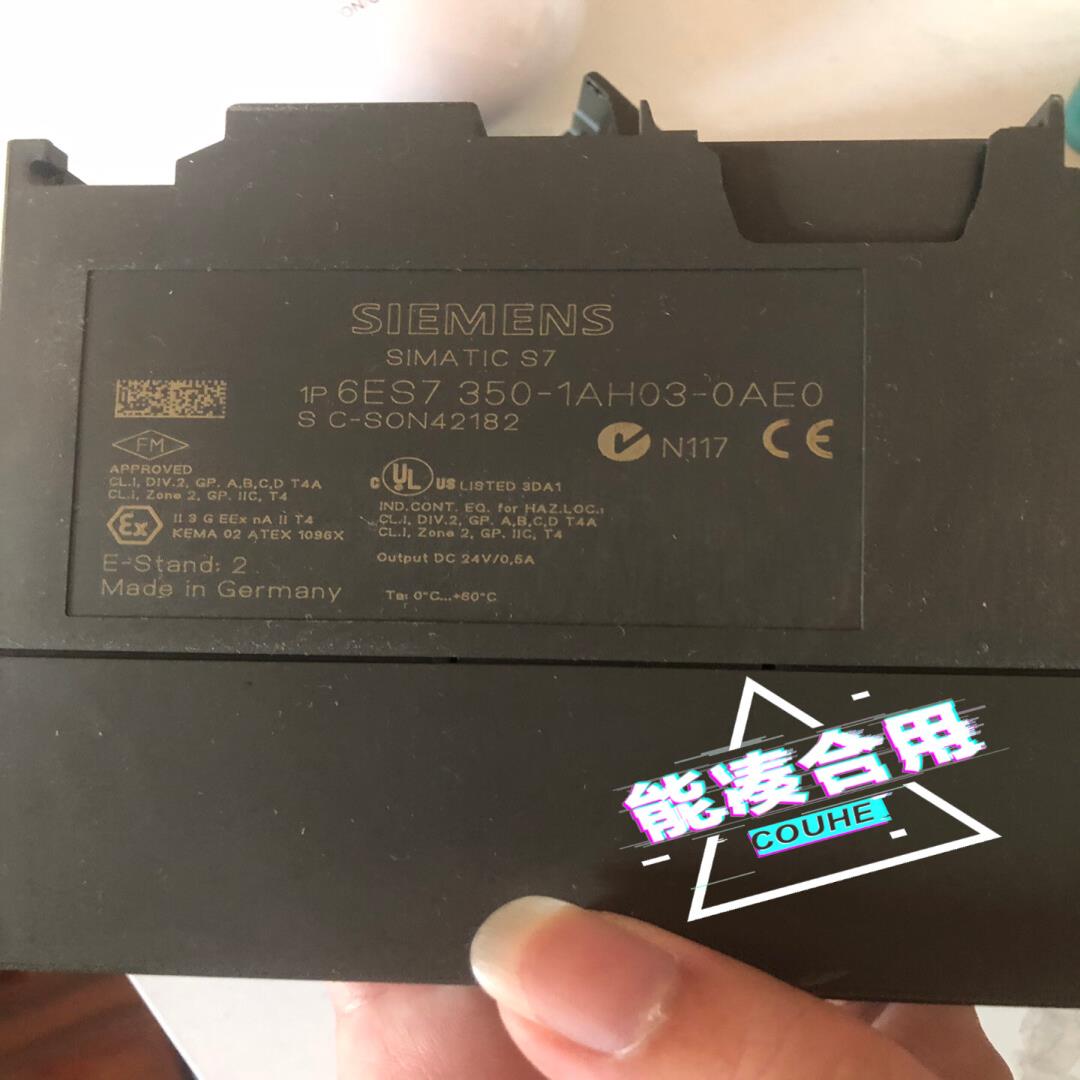 SIEMENS
SIMATIC S7
1P 6ES7 350-1AH03-0AE0
S C-SON42182
N117 CE
FM
APPROVED
CL.I, DIV.2, GP. A,B,C,D T4A
CL.I, Zone 2, GP. IIC, T4
Ex II 3 G EEx nA II T4
KEMA 02 ATEX 1096X
E-Stand: 2
Made in Germany
C UL US LISTED 3DA1
IND.CONT. EQ. for HAZ.LOC.:
CL.I, DIV.2, GP. A,B,C,D T4A
CL.I, Zone 2, GP. IIC, T4
Output DC 24V/0,5A
Ta: 0°C...+60°C
能凑合用
COUHE